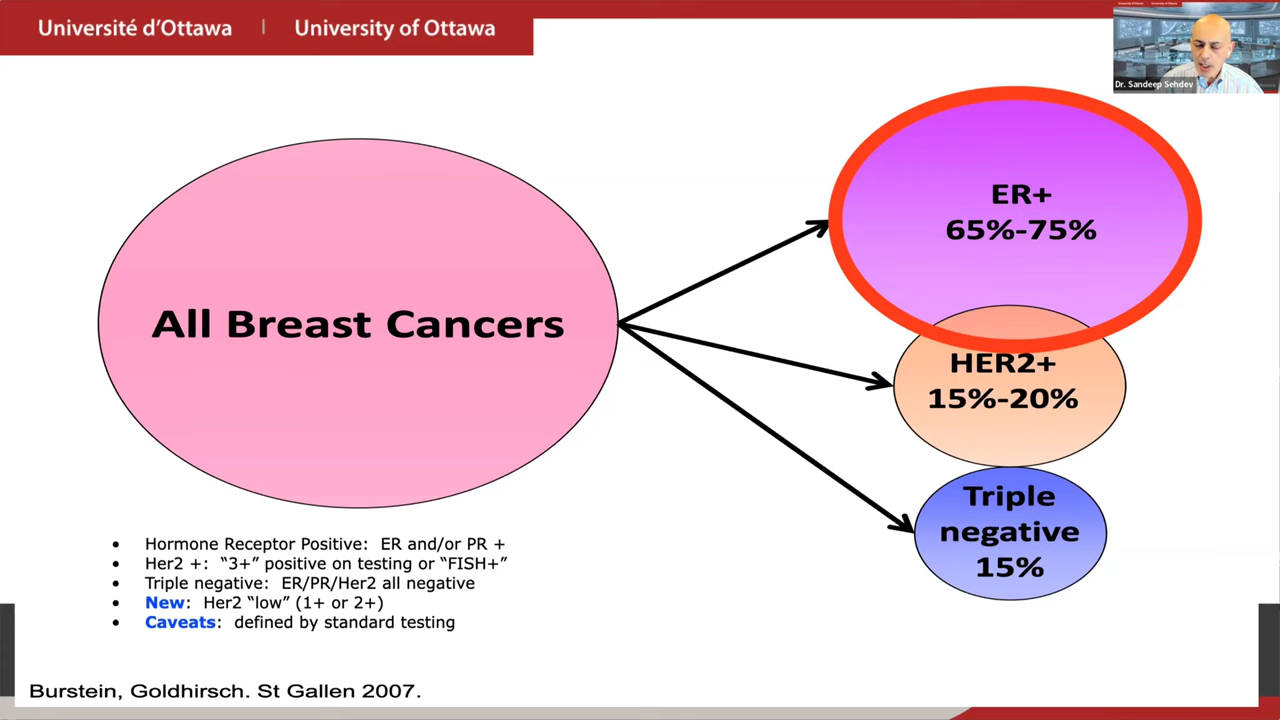 Université d'Ottawa | University of Ottawa
Dr. Sandeep Sehdev
All Breast Cancers
ER+
65%-75%
HER2+
15%-20%
Triple
negative
15%
• Hormone Receptor Positive: ER and/or PR +
• Her2 +: “3+” positive on testing or “FISH+”
• Triple negative: ER/PR/Her2 all negative
• New: Her2 “low” (1+ or 2+)
• Caveats: defined by standard testing
Burstein, Goldhirsch. St Gallen 2007.